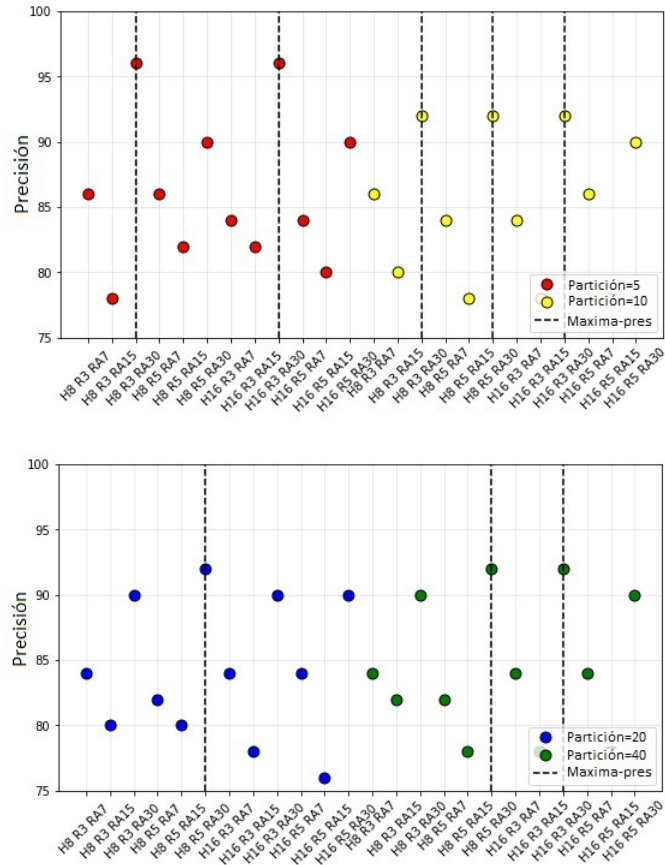 100
95
90
85
80
75
Precisión
Partición=5
Partición=10
Maxima-pres
H8 R3 RA7
H8 R3 RA15
H8 R3 RA30
H8 R5 RA7
H8 R5 RA15
H8 R5 RA30
H16 R3 RA7
H16 R3 RA15
H16 R3 RA30
H16 R5 RA7
H16 R5 RA15
H16 R5 RA30
H8 R3 RA7
H8 R3 RA15
H8 R3 RA30
H8 R5 RA7
H8 R5 RA15
H8 R5 RA30
H16 R3 RA7
H16 R3 RA15
H16 R3 RA30
H16 R5 RA7
H16 R5 RA15
H16 R5 RA30
100
95
90
85
80
75
Precisión
Partición=20
Partición=40
Maxima-pres
H8 R3 RA7
H8 R3 RA15
H8 R3 RA30
H8 R5 RA7
H8 R5 RA15
H8 R5 RA30
H16 R3 RA7
H16 R3 RA15
H16 R3 RA30
H16 R5 RA7
H16 R5 RA15
H16 R5 RA30
H8 R3 RA7
H8 R3 RA15
H8 R3 RA30
H8 R5 RA7
H8 R5 RA15
H8 R5 RA30
H16 R3 RA7
H16 R3 RA15
H16 R3 RA30
H16 R5 RA7
H16 R5 RA15
H16 R5 RA30